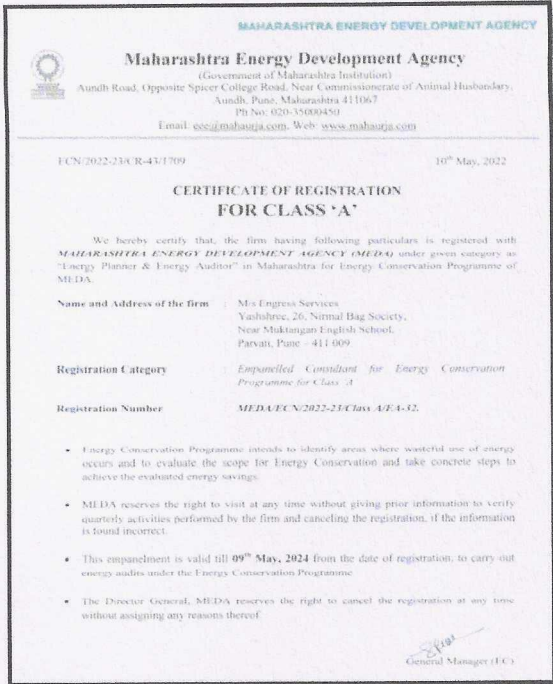 MAHARASHTRA ENERGY DEVELOPMENT AGENCY
Maharashtra Energy Development Agency
(Government of Maharashtra Institution)
Aundh Road, Opposite Spicer College Road, Near Commissionerate of Animal Husbandary,
Aundh, Pune, Maharashtra 411067
Ph No: 020-35000450
Email: eee@mahaurja.com, Web: www.mahaurja.com
ECN/2022-23/CR-43/1709 10th May, 2022
CERTIFICATE OF REGISTRATION
FOR CLASS ‘A’
We hereby certify that, the firm having following particulars is registered with
MAHARASHTRA ENERGY DEVELOPMENT AGENCY (MEDA) under given category as
“Energy Planner & Energy Auditor” in Maharashtra for Energy Conservation Programme of
MEDA.
Name and Address of the firm : M/s Engress Services
Yashshree, 26, Nirmal Bag Society,
Near Muktangan English School,
Parvati, Pune – 411 009
Registration Category : Empanelled Consultant for Energy Conservation
Programme for Class ‘A’
Registration Number : MEDA/ECN/2022-23/Class A/EA-32.
• Energy Conservation Programme intends to identify areas where wasteful use of energy
occurs and to evaluate the scope for Energy Conservation and take concrete steps to
achieve the evaluated energy savings.
• MEDA reserves the right to visit at any time without giving prior information to verify
quarterly activities performed by the firm and canceling the registration, if the information
is found incorrect.
• This empanelment is valid till 09th May, 2024 from the date of registration, to carry out
energy audits under the Energy Conservation Programme
• The Director General, MEDA reserves the right to cancel the registration at any time
without assigning any reasons thereof.
General Manager (EC)